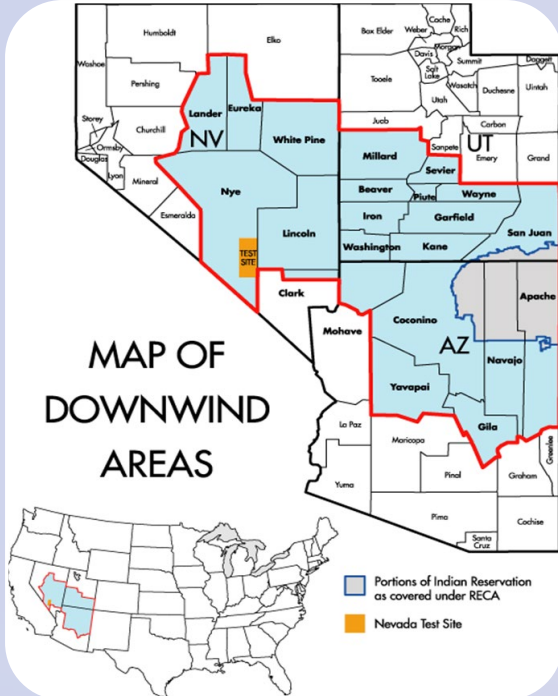 Humboldt
Elko
Washoe
Pershing
Lander
Eureka
Storey
Churchill
Ormsby
Douglas
Lyon
Mineral
Esmeralda
NV
White Pine
Nye
Lincoln
TEST
SITE
Clark
Box Elder
Cache
Weber
Rich
Morgan
Davis
Salt
Lake
Summit
Daggett
Tooele
Wasatch
Duchesne
Uintah
Utah
Juab
Carbon
Sanpete
UT
Emery
Grand
Millard
Sevier
Beaver
Piute
Wayne
Iron
Garfield
San Juan
Washington
Kane
Mohave
Coconino
Apache
AZ
Navajo
Yavapai
Gila
La Paz
Maricopa
Yuma
Pinal
Graham
Greenlee
Pima
Cochise
Santa
Cruz
MAP OF
DOWNWIND
AREAS
Portions of Indian Reservation
as covered under RECA
Nevada Test Site